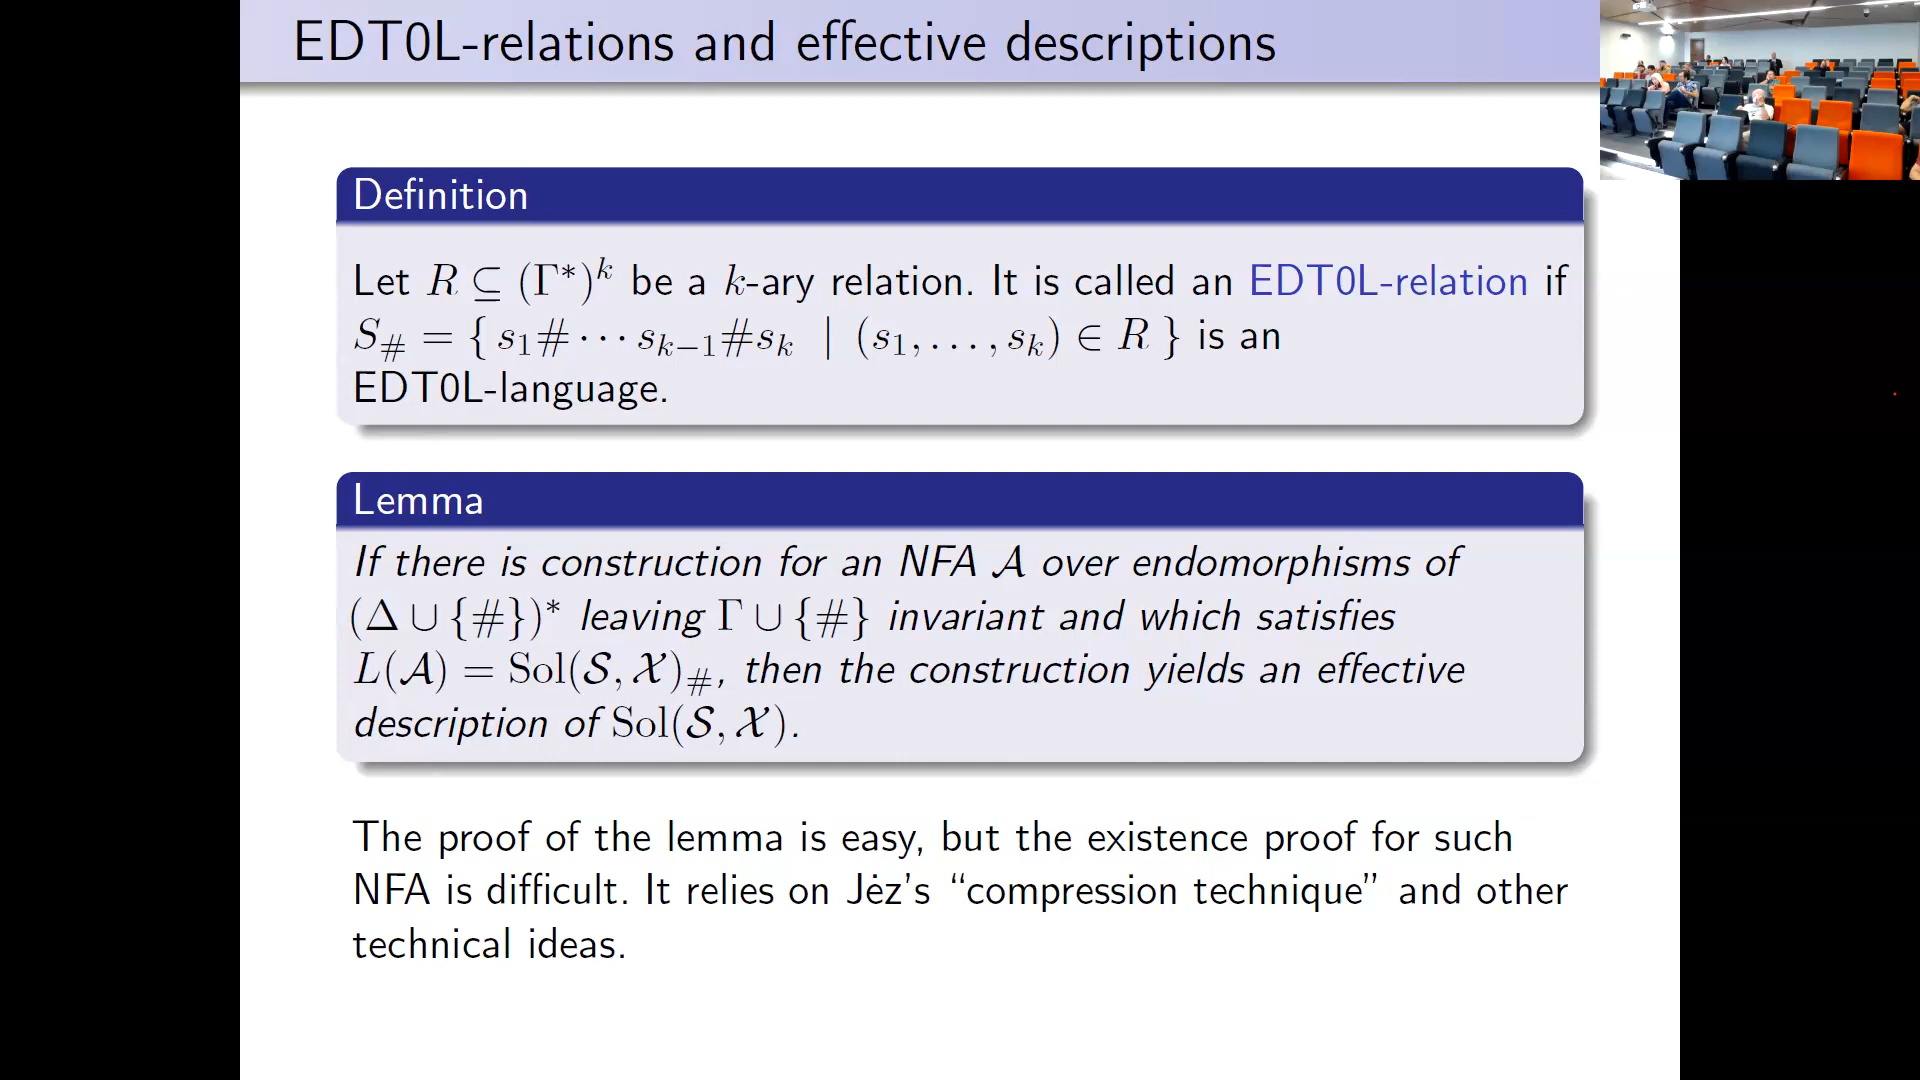 EDT0L-relations and effective descriptions
Definition
Let R ⊆ (Γ*)^k be a k-ary relation. It is called an EDT0L-relation if
S_# = { s_1# · · · s_{k−1}#s_k | (s_1, . . . , s_k) ∈ R } is an
EDT0L-language.
Lemma
If there is construction for an NFA 𝒜 over endomorphisms of
(Δ ∪ {#})* leaving Γ ∪ {#} invariant and which satisfies
L(𝒜) = Sol(𝒮, 𝒳)_#, then the construction yields an effective
description of Sol(𝒮, 𝒳).
The proof of the lemma is easy, but the existence proof for such
NFA is difficult. It relies on Jėz’s “compression technique” and other
technical ideas.